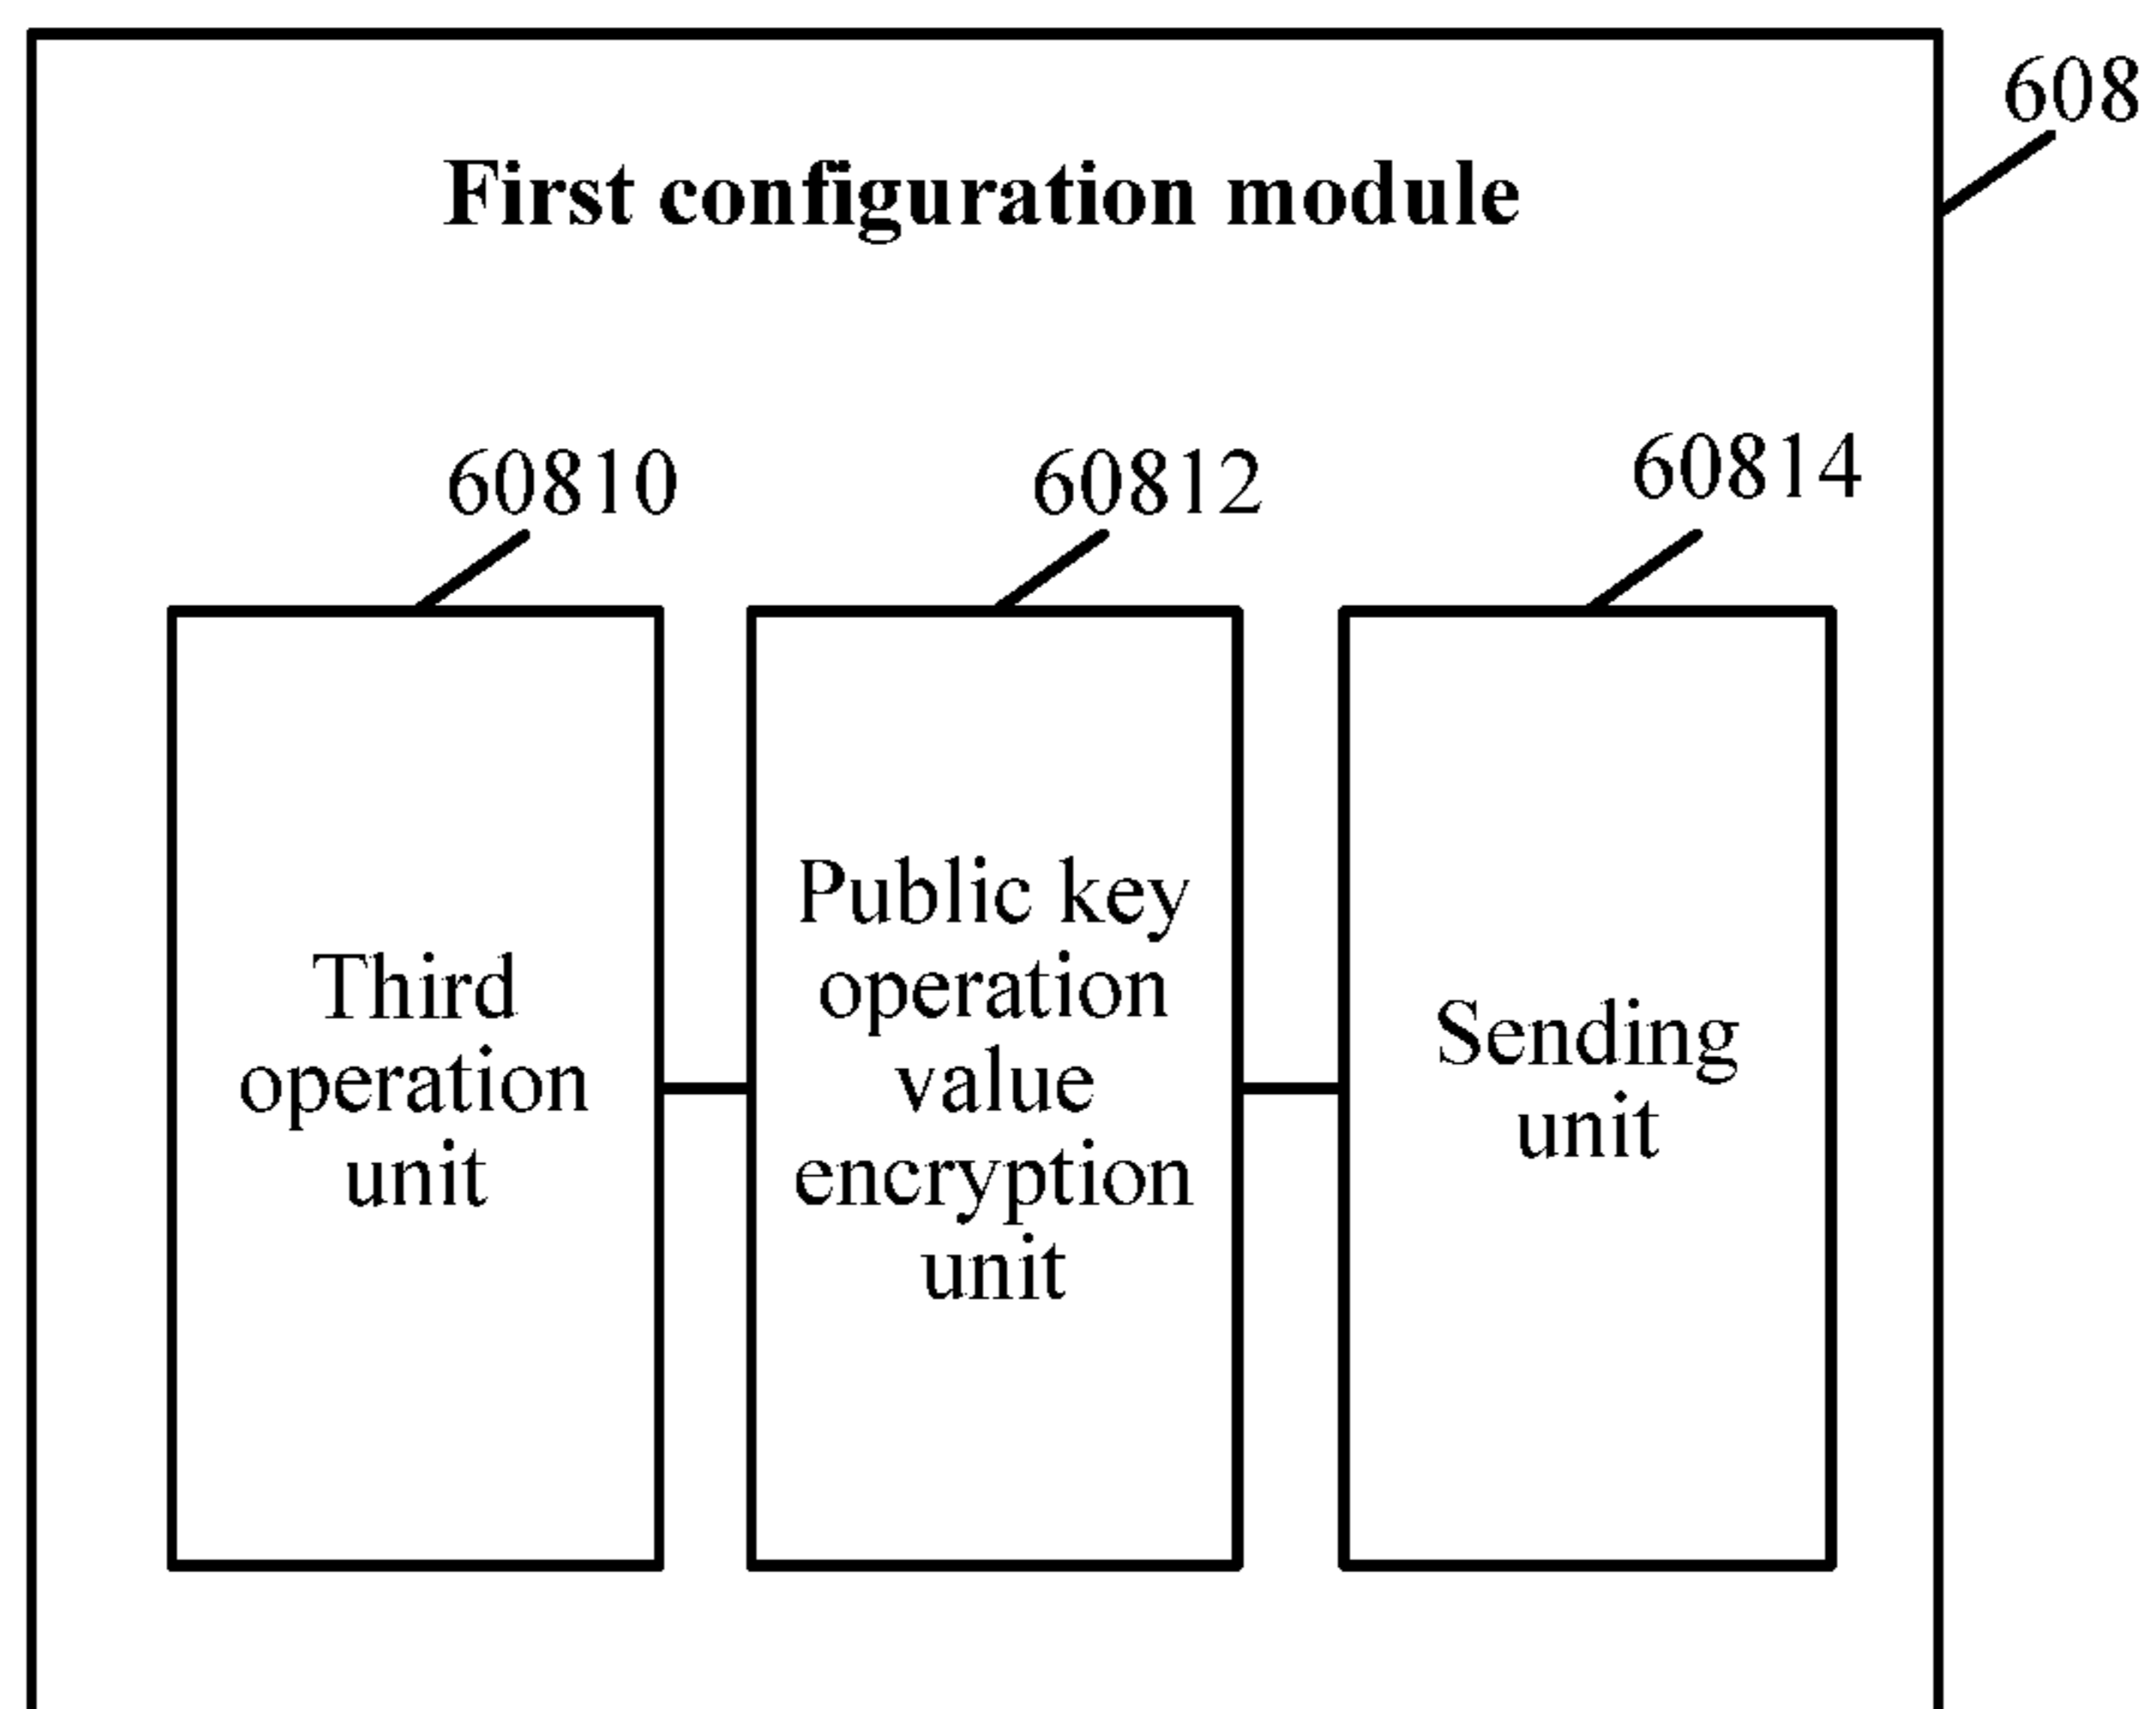 608
First configuration module
60810
60812
60814
Third
operation
unit
Public key
operation
value
encryption
unit
Sending
unit